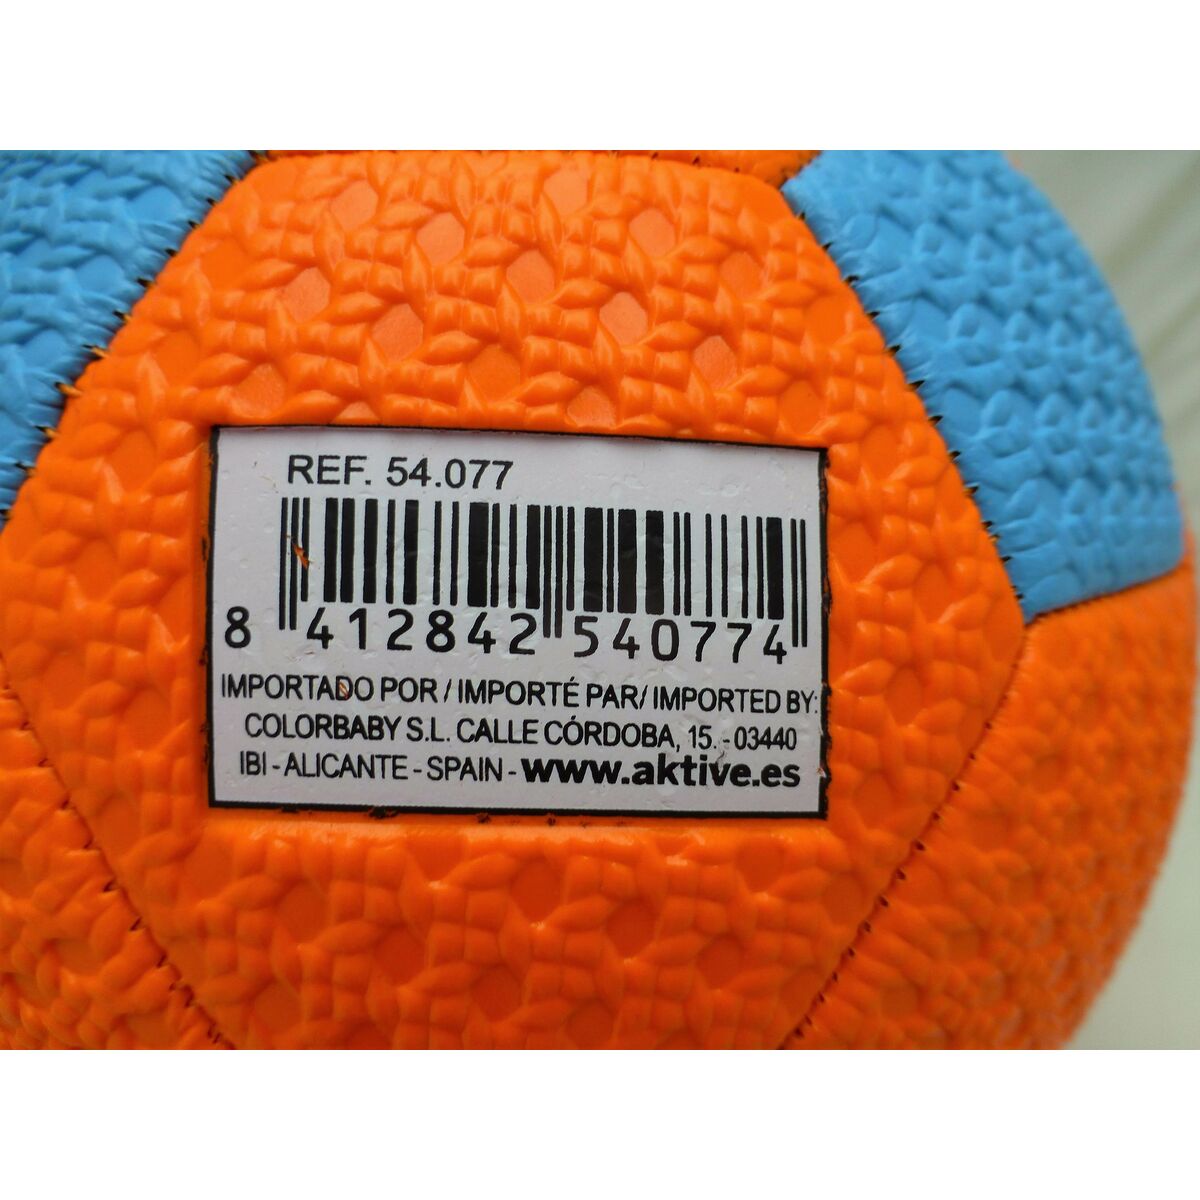 REF. 54.077
8 412842 540774
IMPORTADO POR / IMPORTÉ PAR/ IMPORTED BY:
COLORBABY S.L. CALLE CÓRDOBA, 15. - 03440
IBI - ALICANTE - SPAIN - www.aktive.es